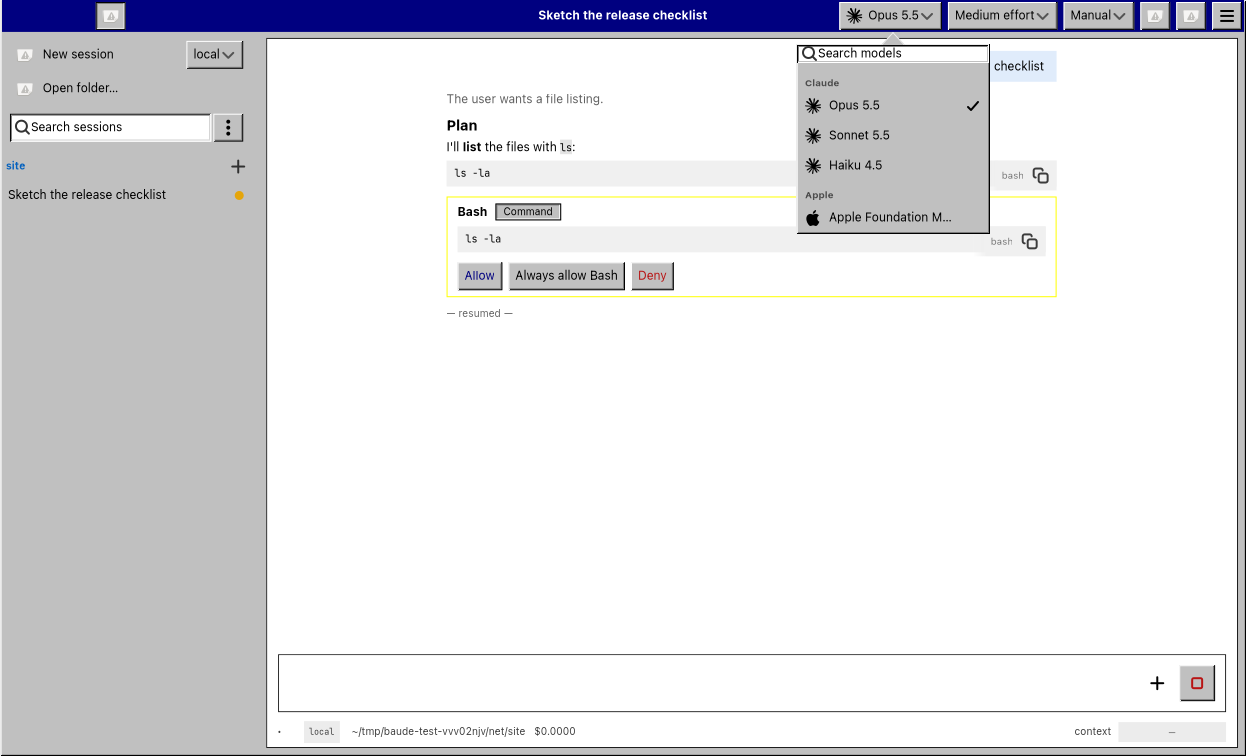 Sketch the release checklist
Opus 5.5
Medium effort
Manual
New session
local
Open folder...
Search sessions
site
Sketch the release checklist
checklist
The user wants a file listing.
Plan
I'll list the files with ls:
ls -la
bash
Bash
Command
ls -la
bash
Allow
Always allow Bash
Deny
— resumed —
Search models
Claude
Opus 5.5
Sonnet 5.5
Haiku 4.5
Apple
Apple Foundation M...
local
~/tmp/baude-test-vvv02njv/net/site
$0.0000
context
—